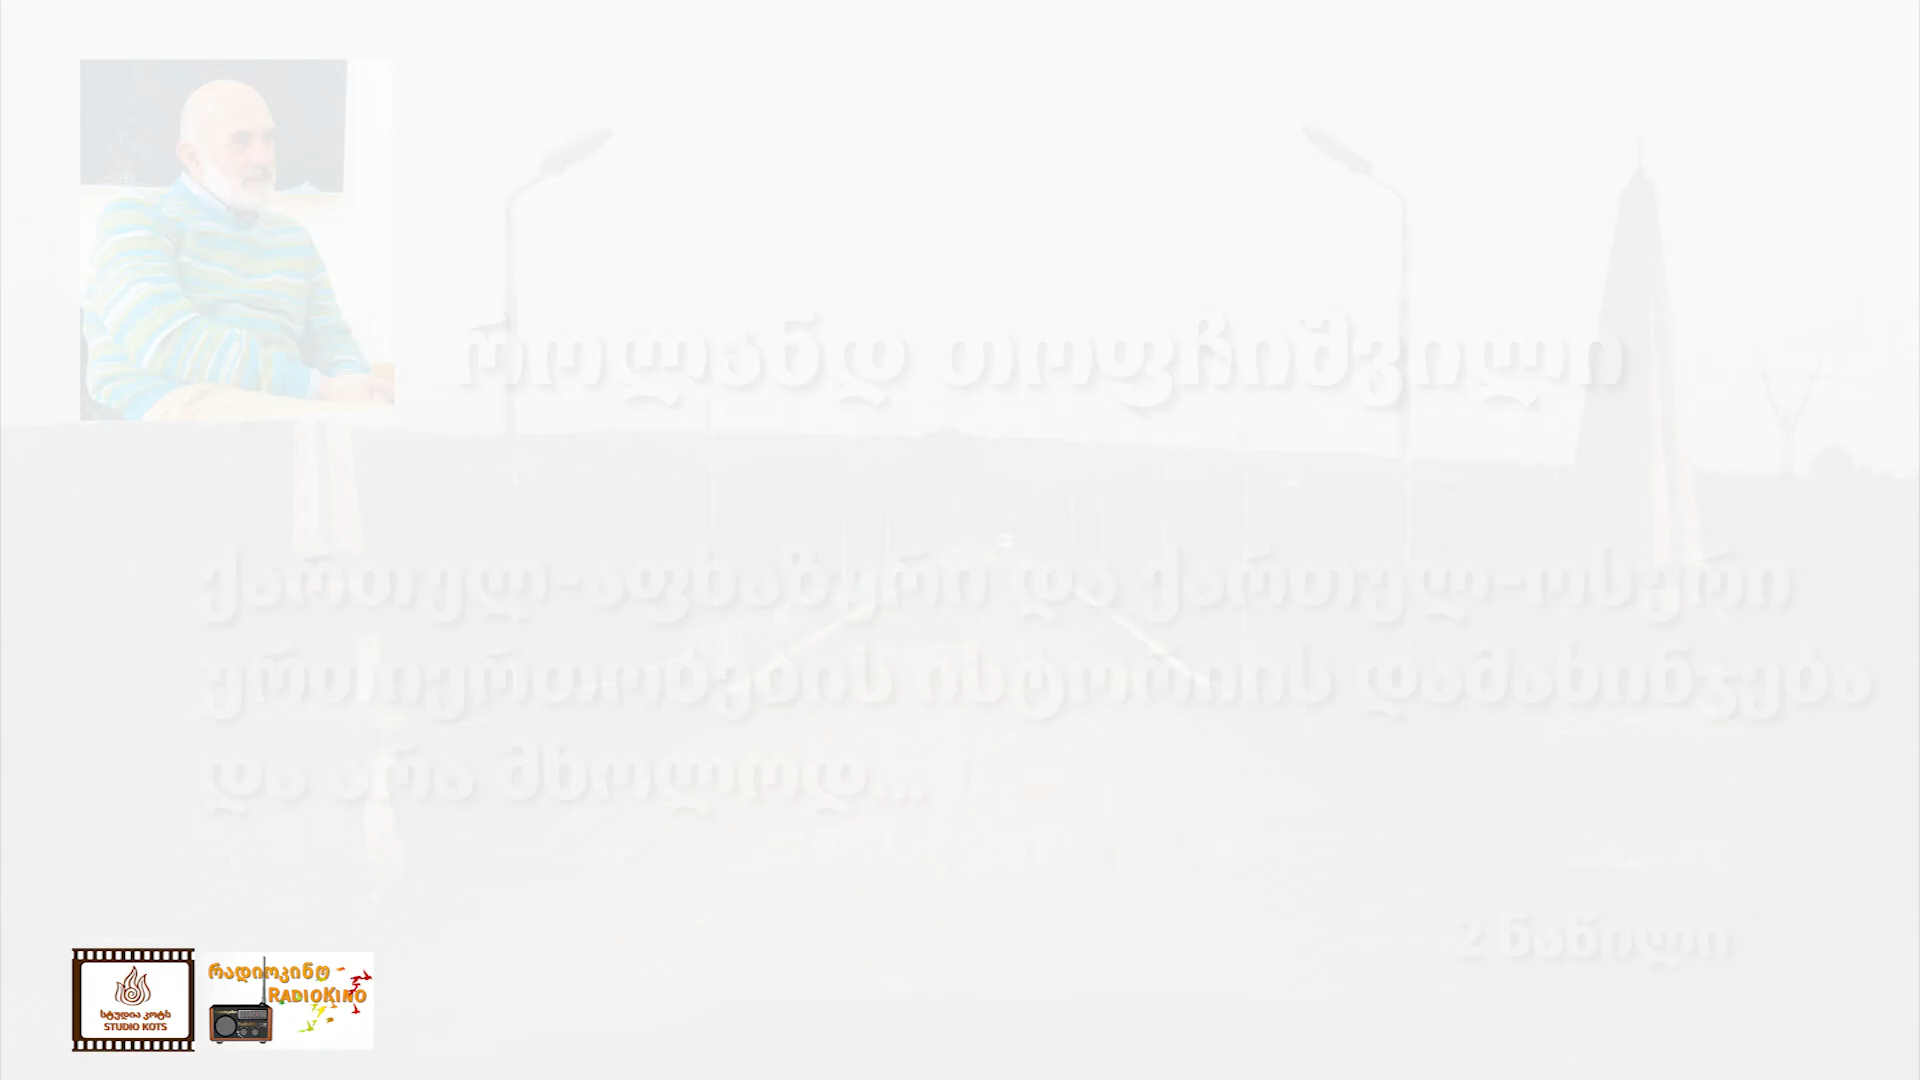 როლანდ თოფჩიშვილი
ქართულ-აფხაზური და ქართულ-ოსური
ურთიერთობების ისტორიის დამახინჯება
და არა მხოლოდ...
2 ნაწილი
სტუდია კოტს
STUDIO KOTS
რადიოკინო
RADIOKINO